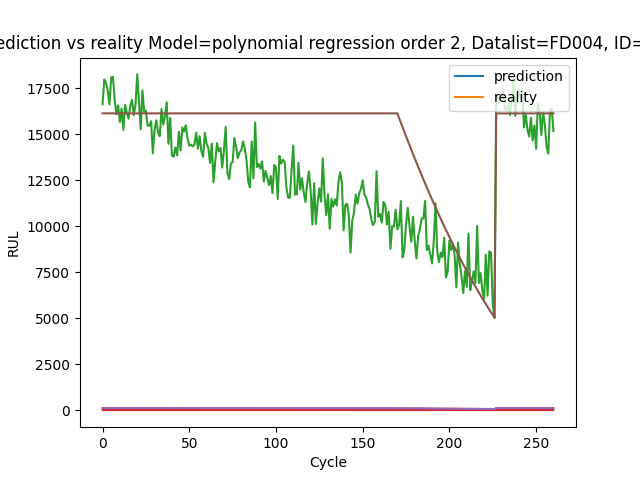 ediction vs reality Model=polynomial regression order 2, Datalist=FD004, ID=
prediction
reality
RUL
17500
15000
12500
10000
7500
5000
2500
0
0 50 100 150 200 250
Cycle